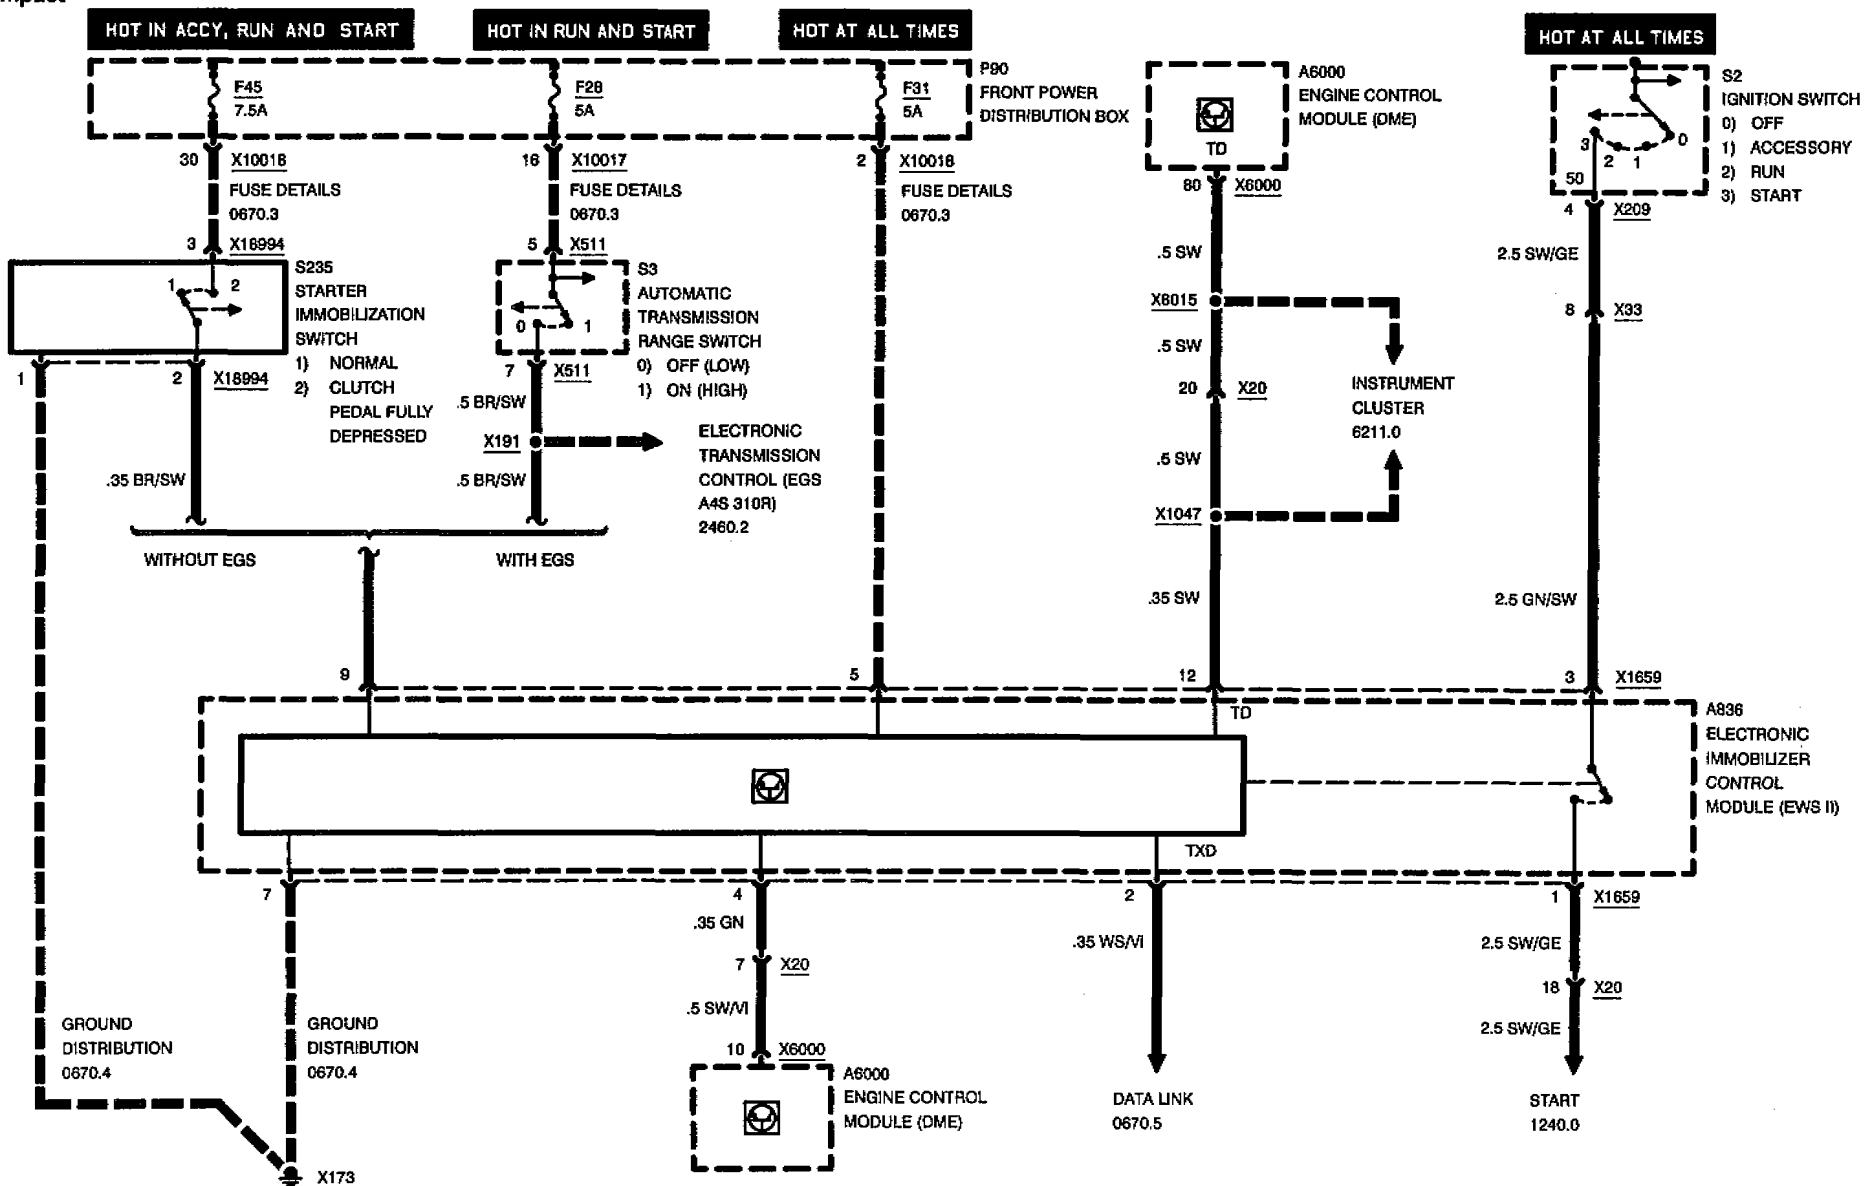 HOT IN ACCY, RUN AND START
HOT IN RUN AND START
HOT AT ALL TIMES
HOT AT ALL TIMES
F45
7.5A
F28
5A
F31
5A
P90
FRONT POWER
DISTRIBUTION BOX
TD
A6000
ENGINE CONTROL
MODULE (DME)
S2
IGNITION SWITCH
0) OFF
1) ACCESSORY
2) RUN
3) START
3
2
1
0
50
30
X10018
FUSE DETAILS
0670.3
16
X10017
FUSE DETAILS
0670.3
2
X10018
FUSE DETAILS
0670.3
80
X6000
4
X209
3
X18994
5
X511
.5 SW
2.5 SW/GE
1
2
S235
STARTER
IMMOBILIZATION
SWITCH
1) NORMAL
2) CLUTCH
PEDAL FULLY
DEPRESSED
0
1
S3
AUTOMATIC
TRANSMISSION
RANGE SWITCH
0) OFF (LOW)
1) ON (HIGH)
X8015
8
X33
.5 SW
1
2
X18994
7
X511
20
X20
INSTRUMENT
CLUSTER
6211.0
.5 BR/SW
X191
ELECTRONIC
TRANSMISSION
CONTROL (EGS
A4S 310R)
2460.2
.35 BR/SW
.5 BR/SW
.5 SW
X1047
WITHOUT EGS
WITH EGS
.35 SW
2.5 GN/SW
9
5
12
3
X1659
TD
A836
ELECTRONIC
IMMOBILIZER
CONTROL
MODULE (EWS II)
TXD
7
4
2
1
X1659
.35 GN
.35 WS/VI
2.5 SW/GE
7
X20
18
X20
.5 SW/VI
2.5 SW/GE
GROUND
DISTRIBUTION
0670.4
GROUND
DISTRIBUTION
0670.4
10
X6000
A6000
ENGINE CONTROL
MODULE (DME)
DATA LINK
0670.5
START
1240.0
X173